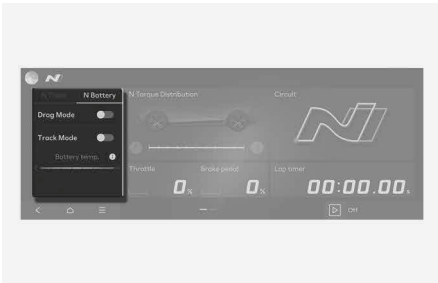 N Battery
N Torque Distribution
Circuit
Drag Mode
Track Mode
Battery temp.
Throttle
Brake pedal
Lap timer
0 %
0 %
00:00.00s
Off